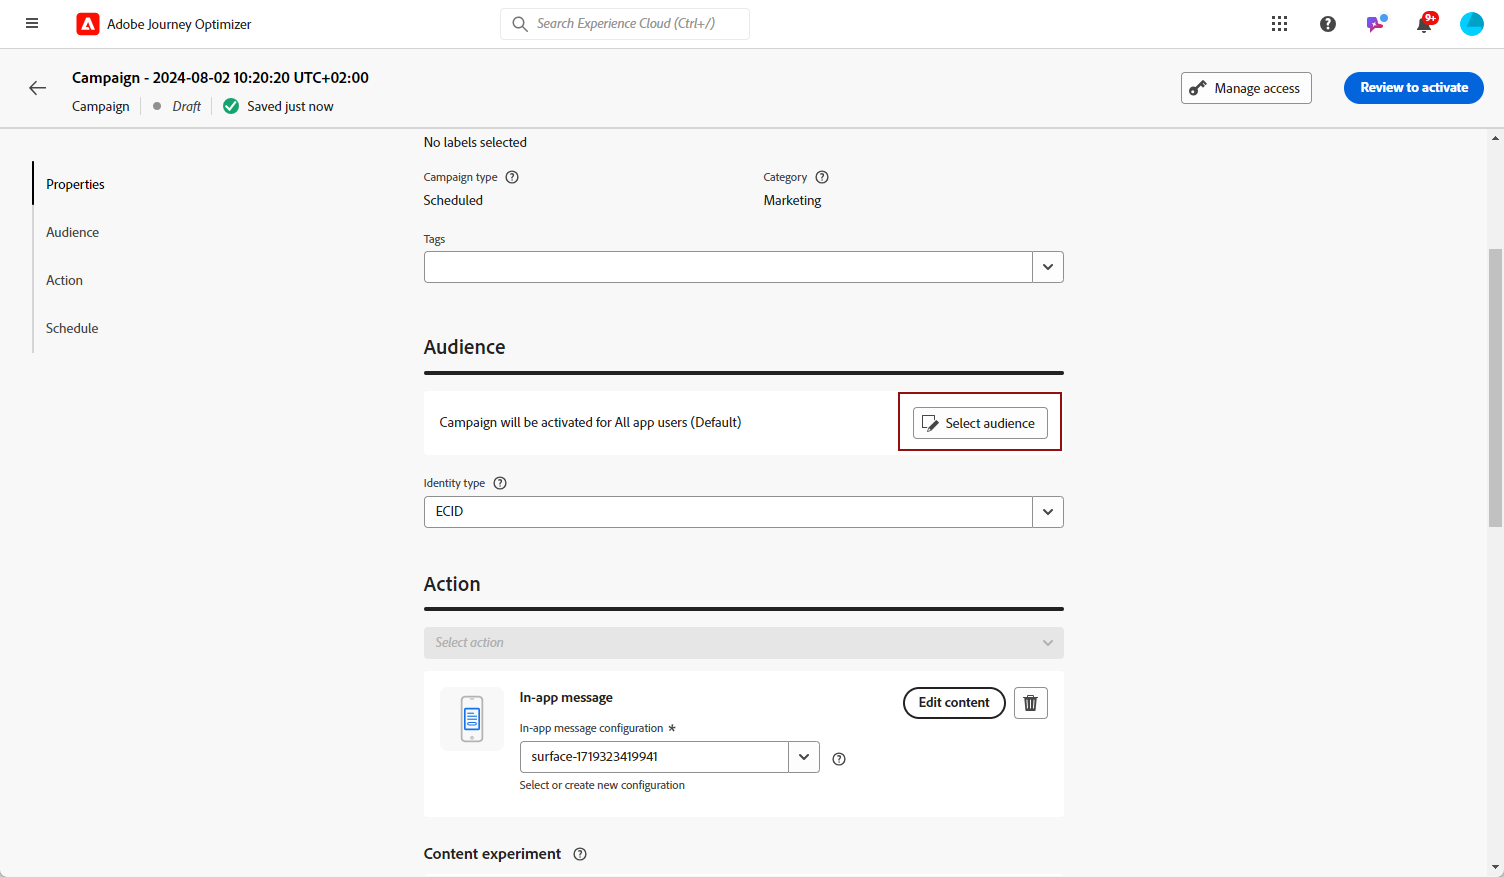 Adobe Journey Optimizer
Search Experience Cloud (Ctrl+/)
9+
Campaign - 2024-08-02 10:20:20 UTC+02:00
Campaign
Draft
Saved just now
Manage access
Review to activate
Properties
Audience
Action
Schedule
No labels selected
Campaign type
Category
Scheduled
Marketing
Tags
Audience
Campaign will be activated for All app users (Default)
Select audience
Identity type
ECID
Action
Select action
In-app message
Edit content
In-app message configuration *
surface-1719323419941
Select or create new configuration
Content experiment